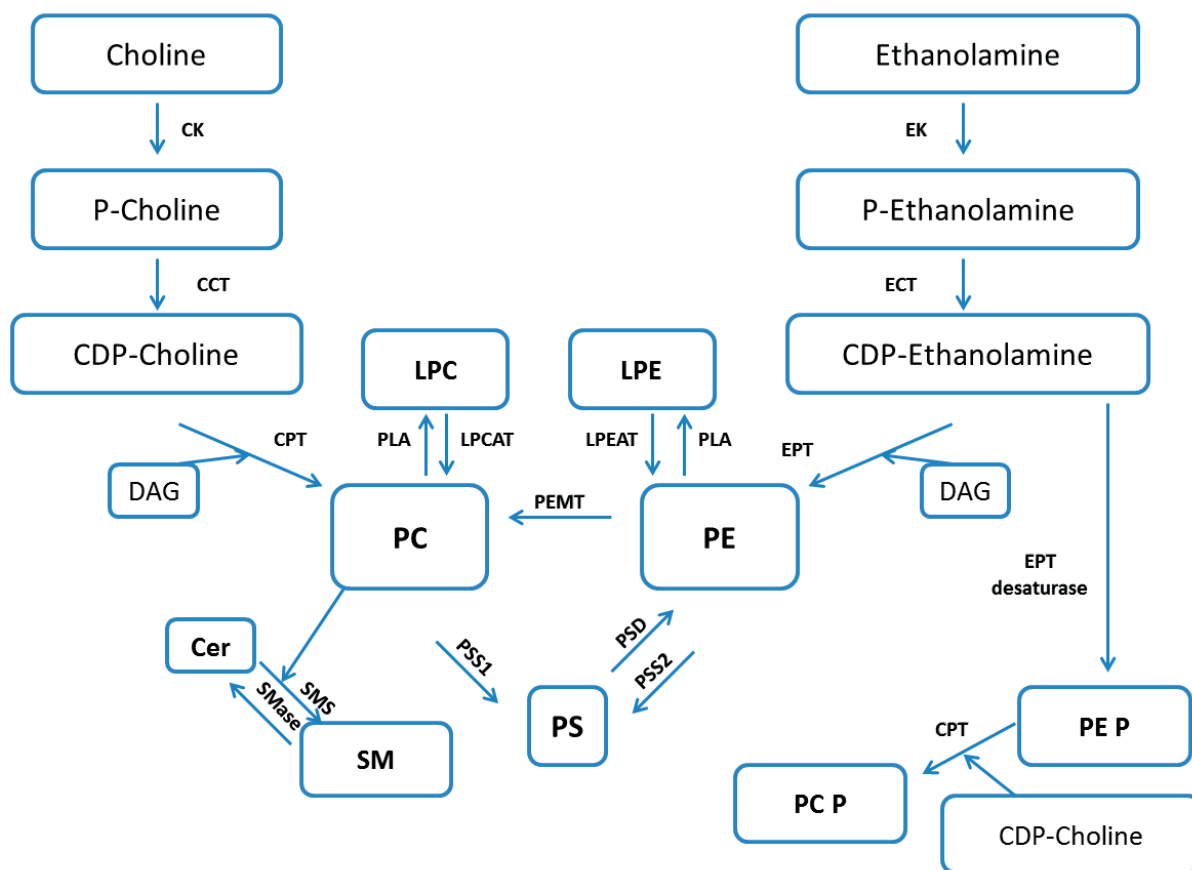 Choline
Ethanolamine
CK
EK
P-Choline
P-Ethanolamine
CCT
ECT
CDP-Choline
LPC
LPE
CDP-Ethanolamine
CPT
PLA
LPCAT
LPEAT
PLA
EPT
DAG
DAG
PC
PEMT
PE
EPT
desaturase
Cer
SMS
SMase
PSS1
PSD
PSS2
SM
PS
CPT
PE P
PC P
CDP-Choline